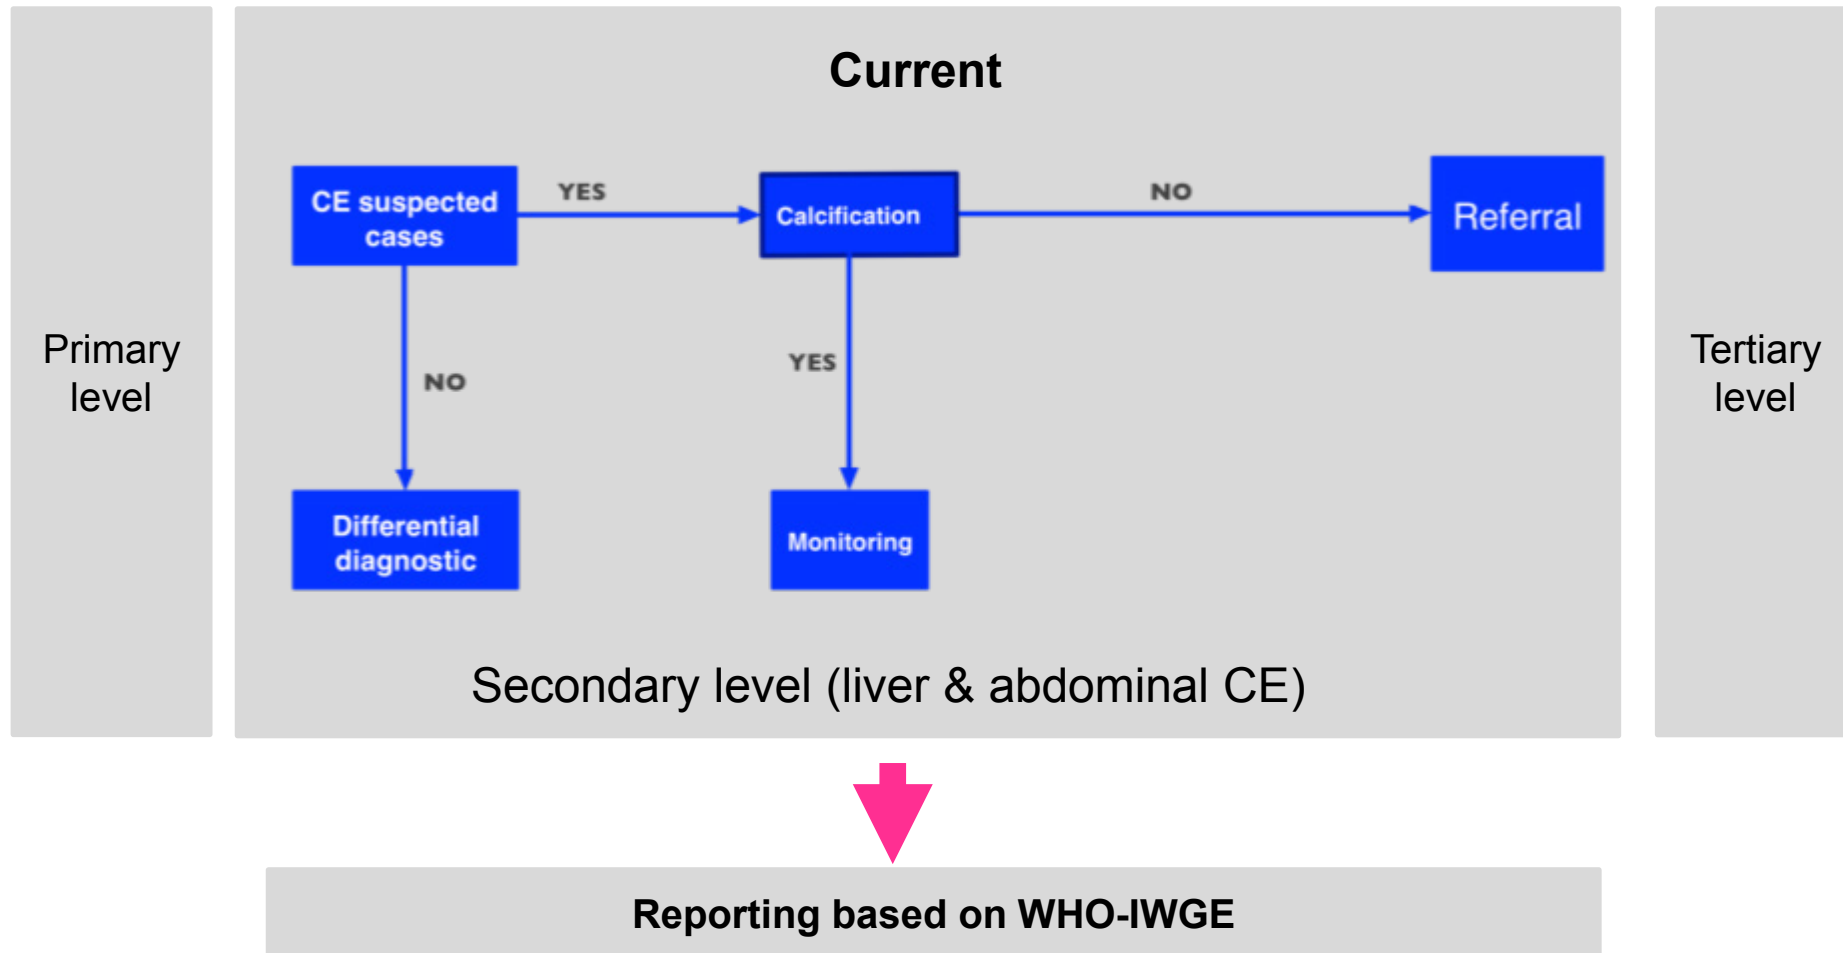 Current
Primary
level
CE suspected
cases
YES
Calcification
NO
Referral
Tertiary
level
NO
YES
Differential
diagnostic
Monitoring
Secondary level (liver & abdominal CE)
Reporting based on WHO-IWGE